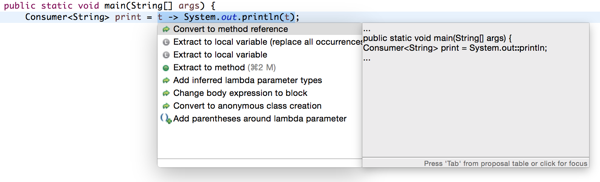 public static void main(String[] args) {
Consumer<String> print = t -> System.out.println(t);
Convert to method reference
Extract to local variable (replace all occurrences
Extract to local variable
Extract to method (⌘2 M)
Add inferred lambda parameter types
Change body expression to block
Convert to anonymous class creation
Add parentheses around lambda parameter
...
public static void main(String[] args) {
Consumer<String> print = System.out::println;
...
Press 'Tab' from proposal table or click for focus